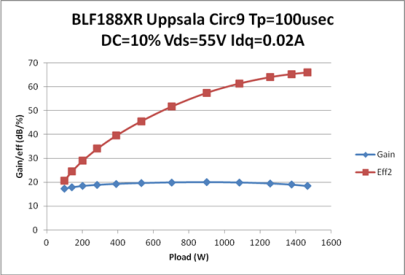 BLF188XR Uppsala Circ9 Tp=100usec
DC=10% Vds=55V Idq=0.02A
70
60
50
40
30
20
10
0
Gain/eff (dB/%)
0 200 400 600 800 1000 1200 1400 1600
Pload (W)
Gain
Eff2